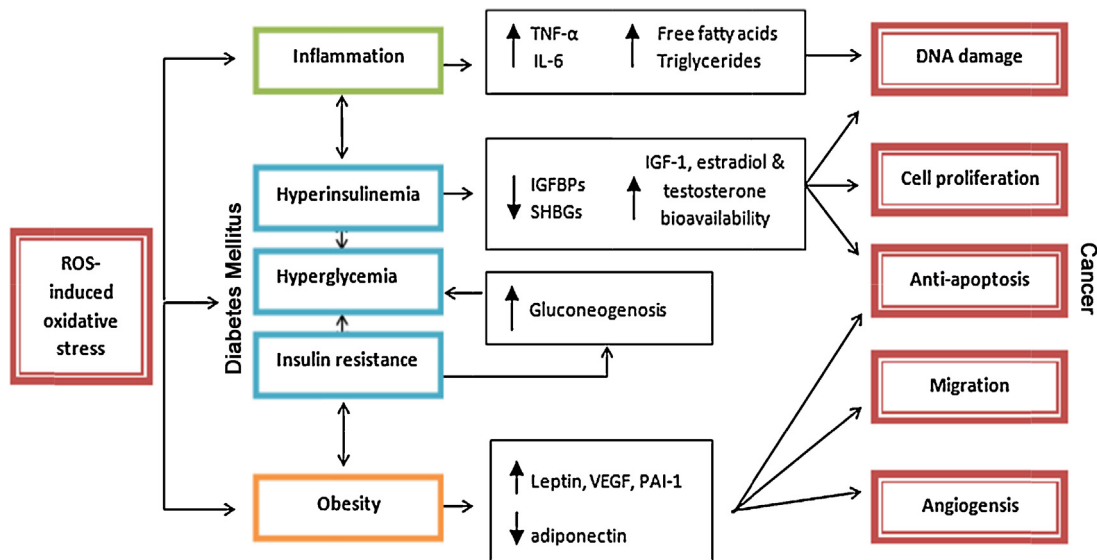 ROS-
induced
oxidative
stress
Diabetes Mellitus
Inflammation
Hyperinsulinemia
Hyperglycemia
Insulin resistance
Obesity
TNF-α
IL-6
Free fatty acids
Triglycerides
IGFBPs
SHBGs
IGF-1, estradiol &
testosterone
bioavailability
Gluconeogenosis
Leptin, VEGF, PAI-1
adiponectin
DNA damage
Cell proliferation
Anti-apoptosis
Migration
Angiogensis
Cancer